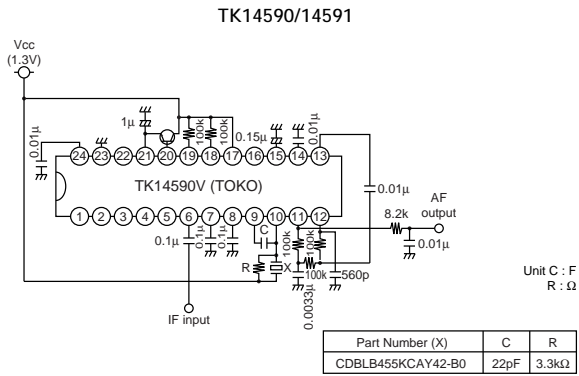 TK14590/14591
Vcc
(1.3V)
1μ
100k
100k
0.15μ
0.01μ
0.01μ
24 23 22 21 20 19 18 17 16 15 14 13
TK14590V (TOKO)
1 2 3 4 5 6 7 8 9 10 11 12
0.01μ
AF
output
8.2k
0.01μ
0.1μ
0.1μ
0.1μ
C
R
X
100k
100k
100k
560p
0.0033μ
IF input
Unit C : F
R : Ω
Part Number (X) C R
CDBLB455KCAY42-B0 22pF 3.3kΩ